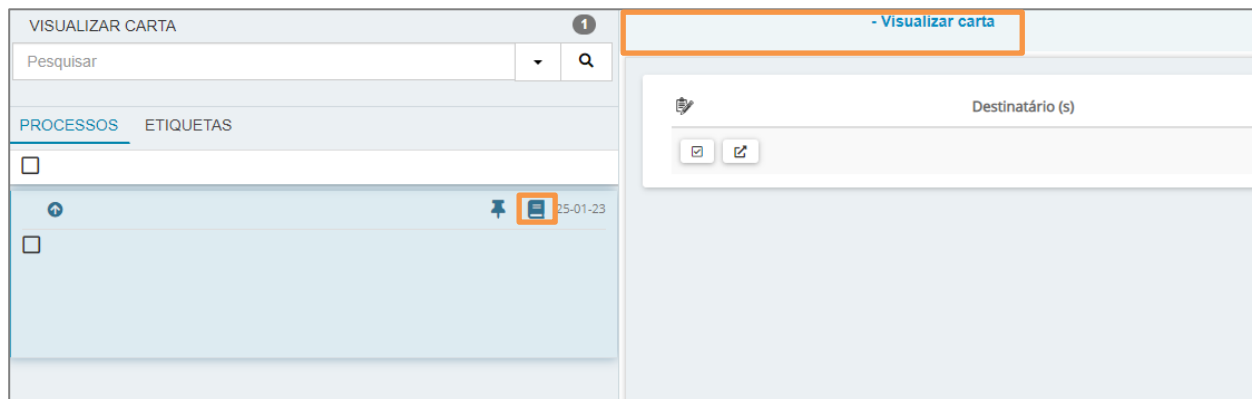 VISUALIZAR CARTA
1
Pesquisar
PROCESSOS ETIQUETAS
25-01-23
- Visualizar carta
Destinatário (s)